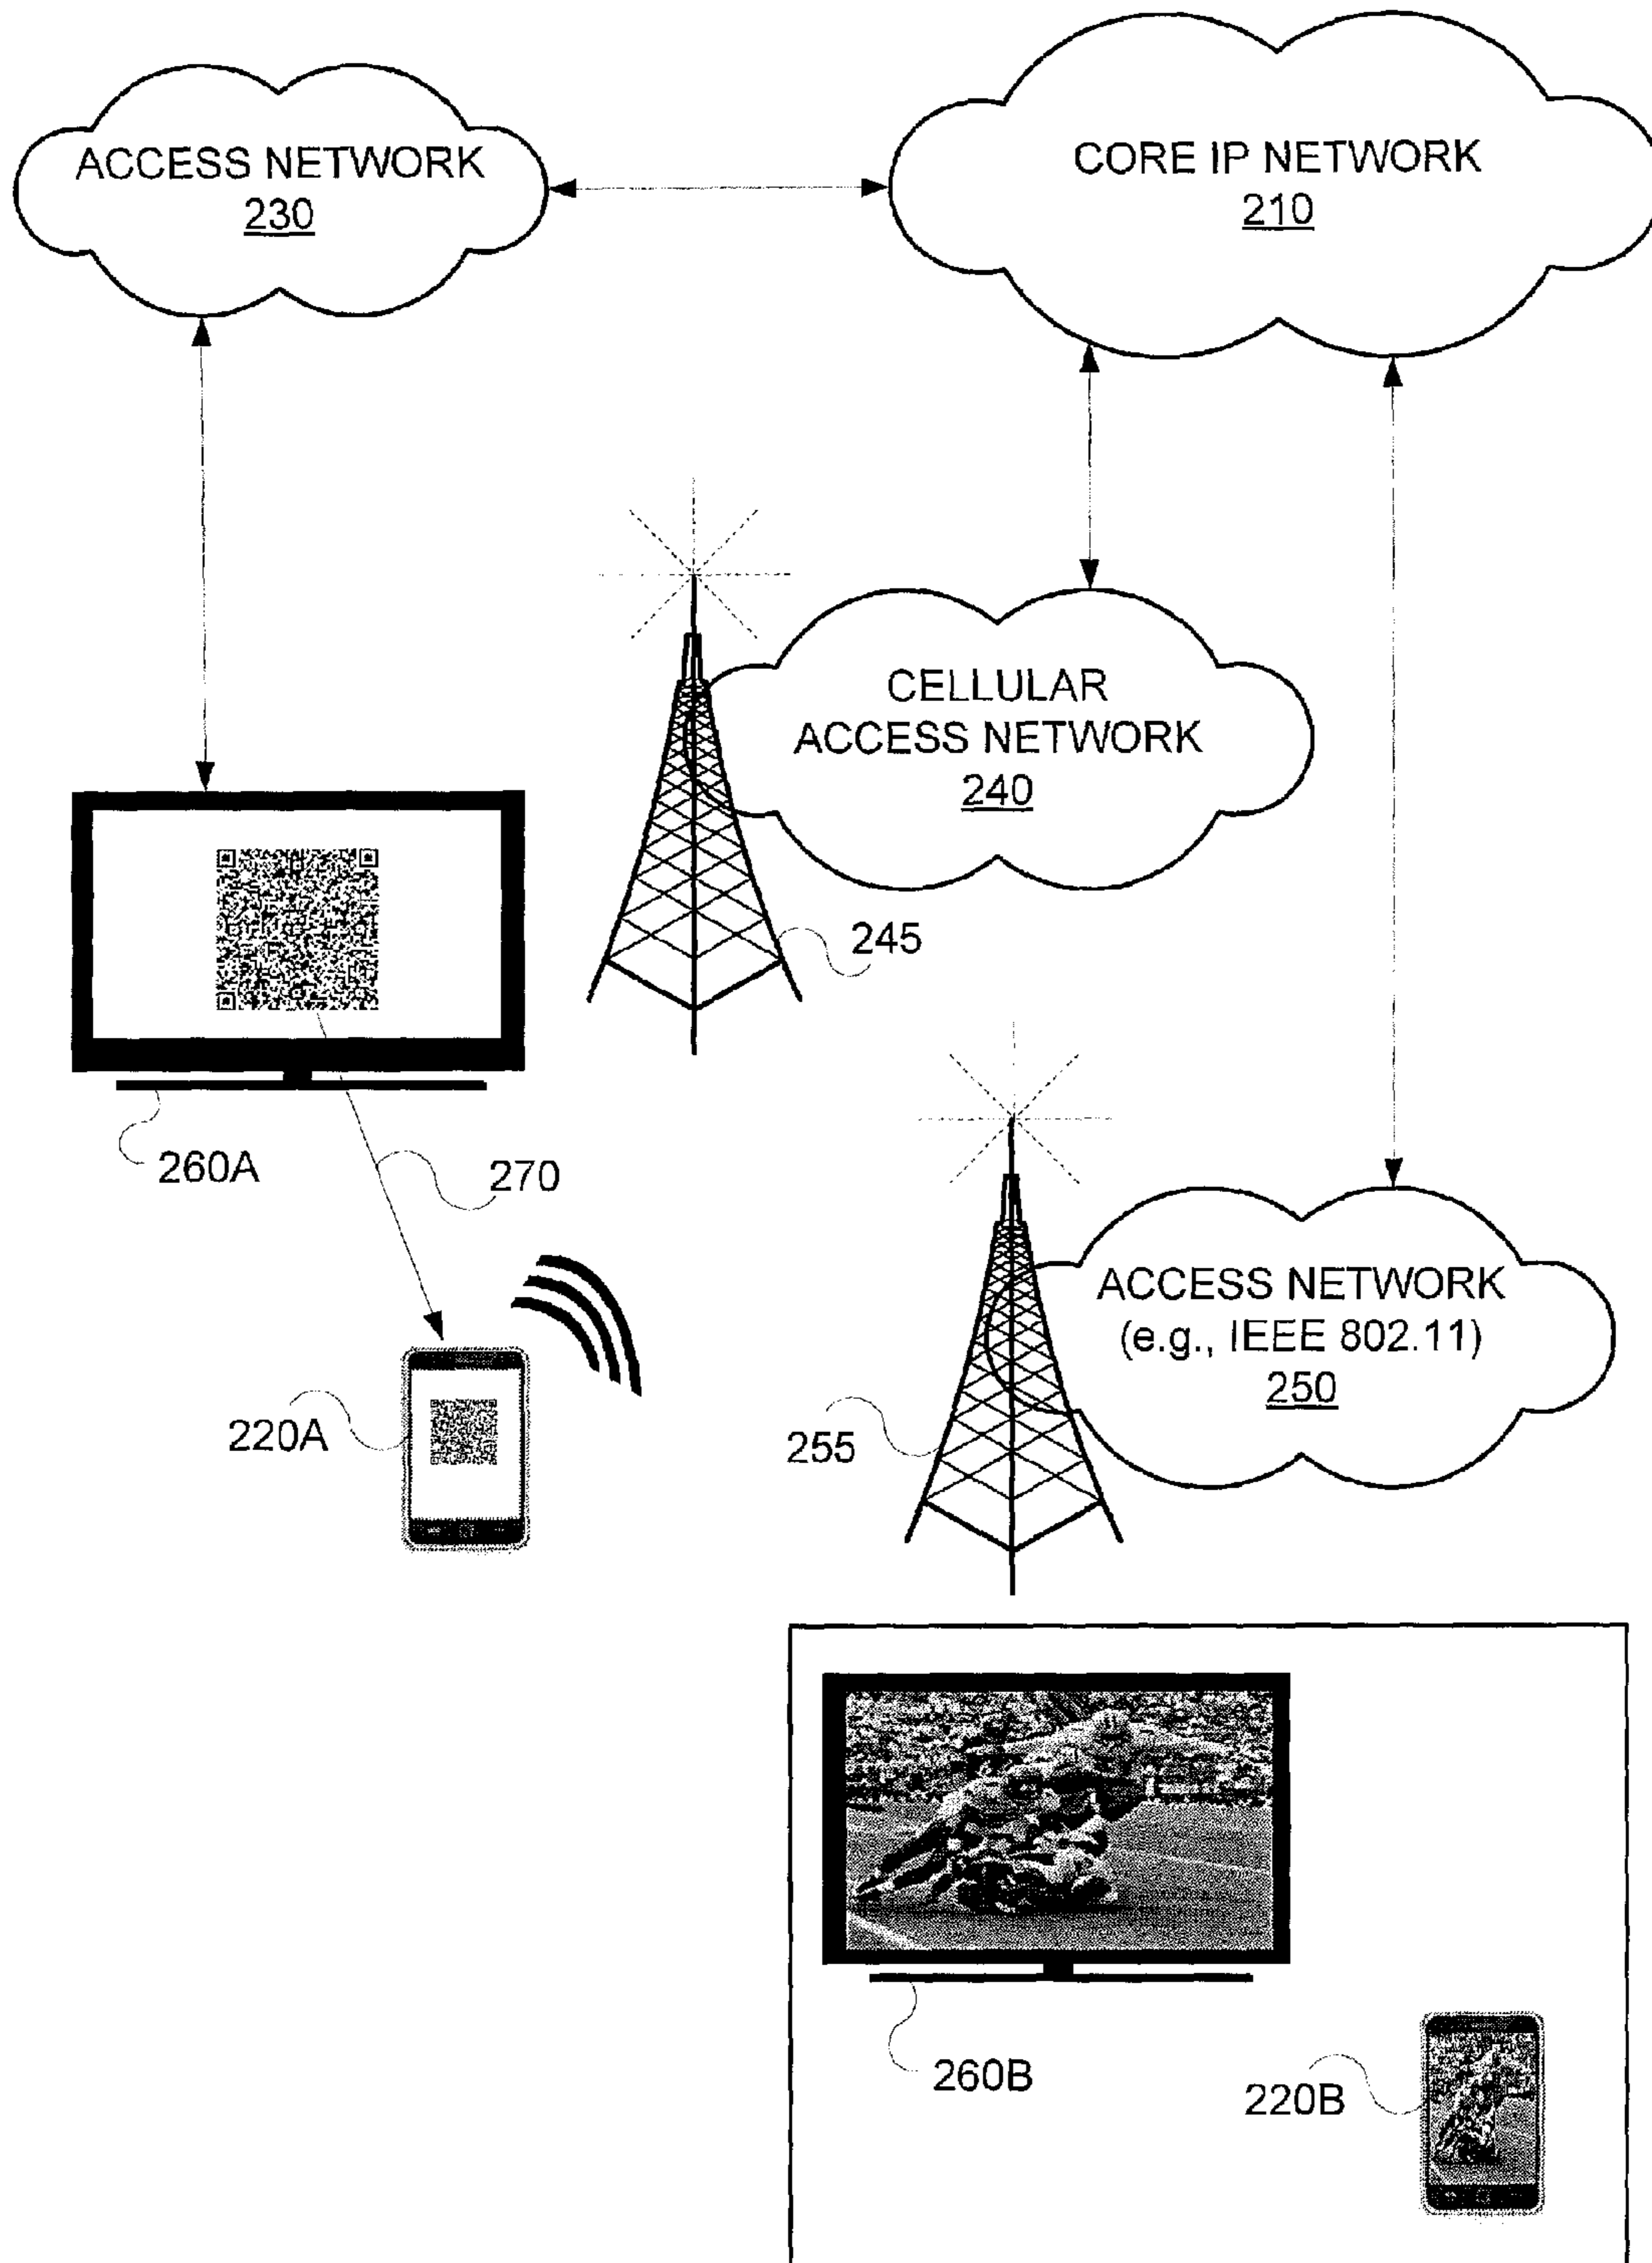 ACCESS NETWORK
230
CORE IP NETWORK
210
CELLULAR
ACCESS NETWORK
240
245
260A
270
ACCESS NETWORK
(e.g., IEEE 802.11)
250
220A
255
260B
220B